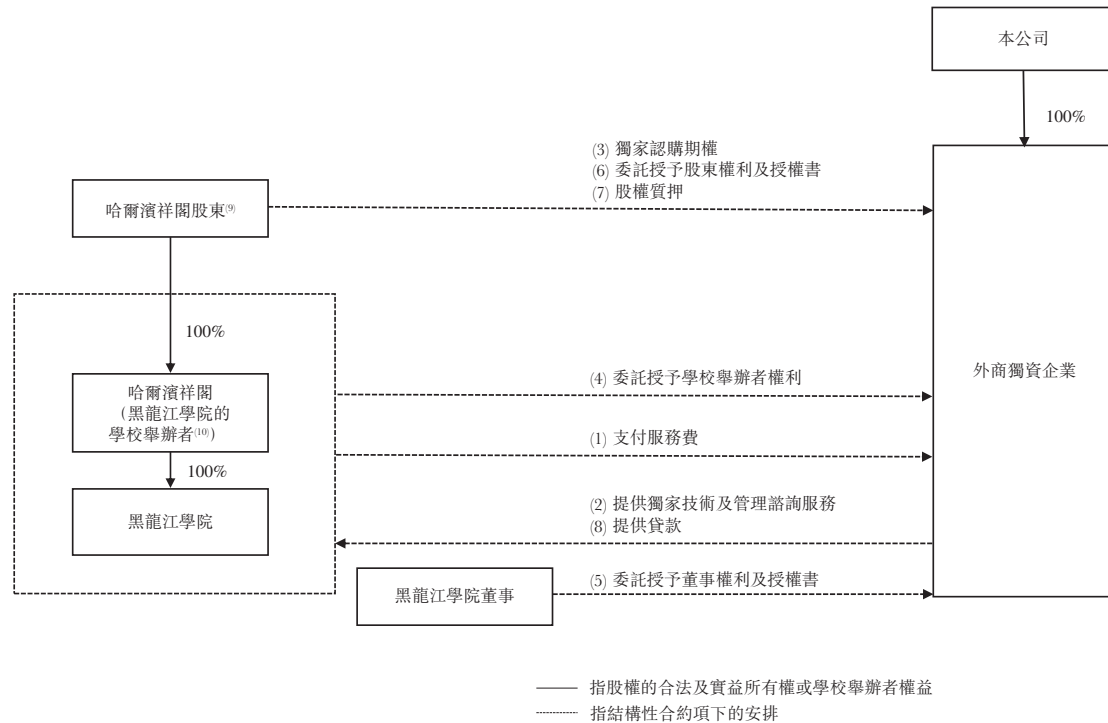 本公司
100%
(3) 獨家認購期權
(6) 委託授予股東權利及授權書
(7) 股權質押
哈爾濱祥閣股東(9)
100%
哈爾濱祥閣
(黑龍江學院的
學校舉辦者(10))
(4) 委託授予學校舉辦者權利
外商獨資企業
(1) 支付服務費
100%
黑龍江學院
(2) 提供獨家技術及管理諮詢服務
(8) 提供貸款
黑龍江學院董事
(5) 委託授予董事權利及授權書
指股權的合法及實益所有權或學校舉辦者權益
指結構性合約項下的安排